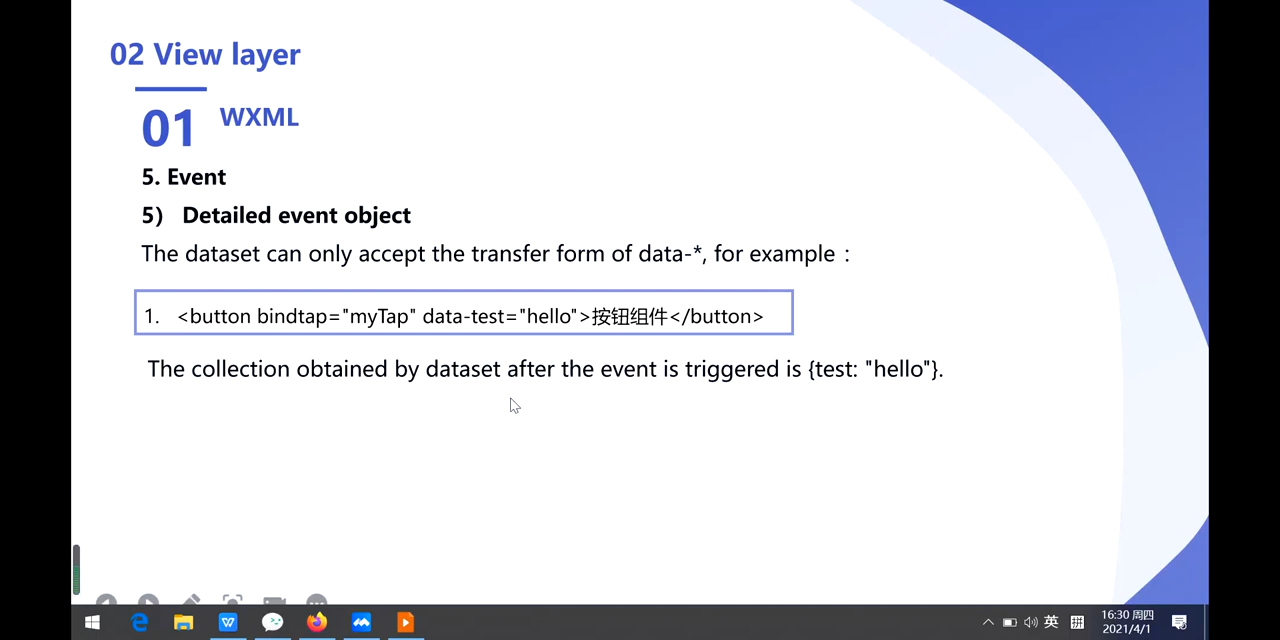 02 View layer
01 WXML
5. Event
5) Detailed event object
The dataset can only accept the transfer form of data-*, for example：
1. <button bindtap="myTap" data-test="hello">按钮组件</button>
The collection obtained by dataset after the event is triggered is {test: "hello"}.
英
16:30 周四
2021/4/1